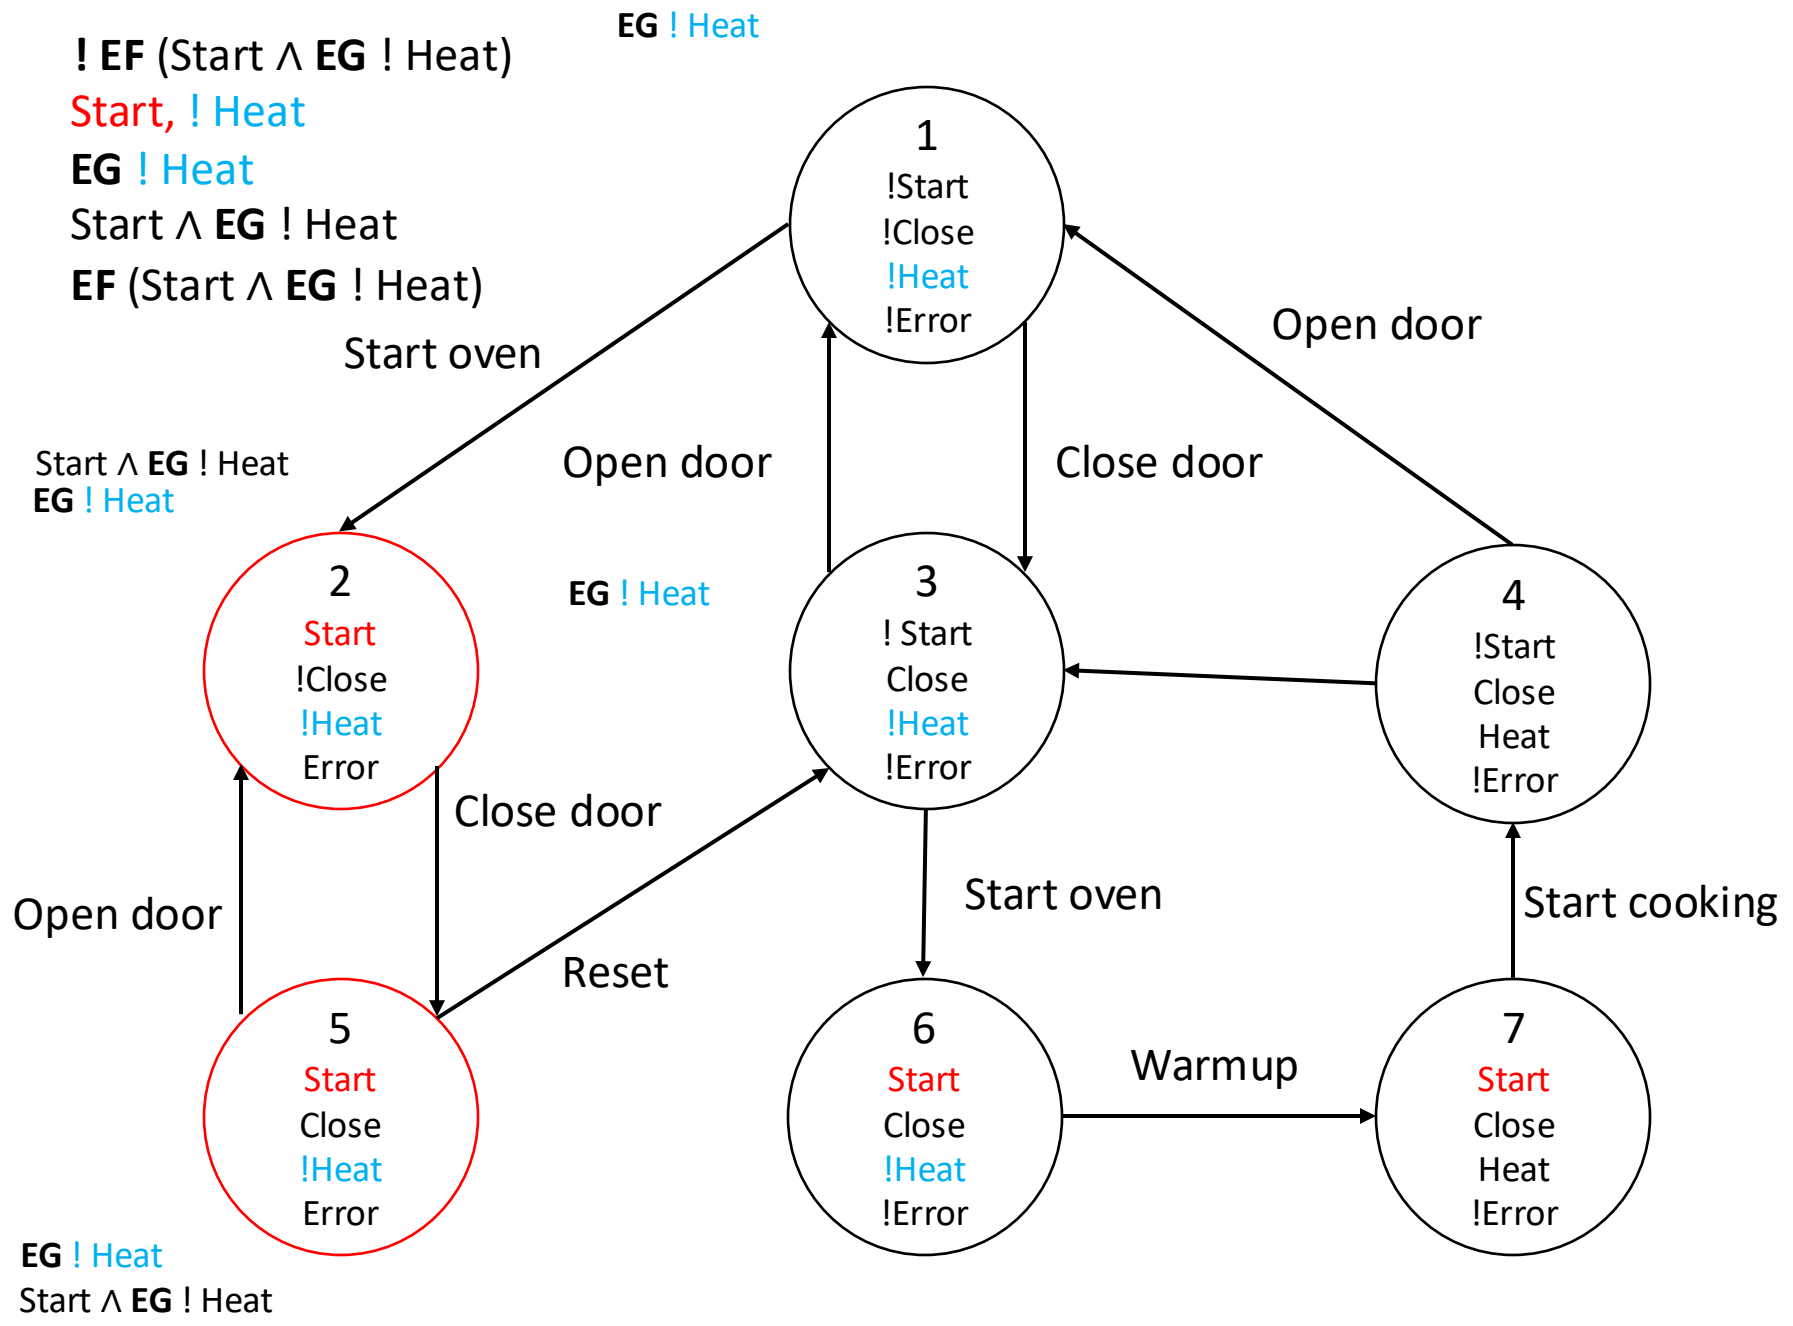 EG ! Heat
! EF (Start ∧ EG ! Heat)
Start, ! Heat
EG ! Heat
Start ∧ EG ! Heat
EF (Start ∧ EG ! Heat)
1
!Start
!Close
!Heat
!Error
Start oven
Open door
Close door
Open door
Start ∧ EG ! Heat
EG ! Heat
2
Start
!Close
!Heat
Error
EG ! Heat
3
! Start
Close
!Heat
!Error
4
!Start
Close
Heat
!Error
Open door
Close door
Reset
Start oven
Start cooking
5
Start
Close
!Heat
Error
6
Start
Close
!Heat
!Error
Warmup
7
Start
Close
Heat
!Error
EG ! Heat
Start ∧ EG ! Heat